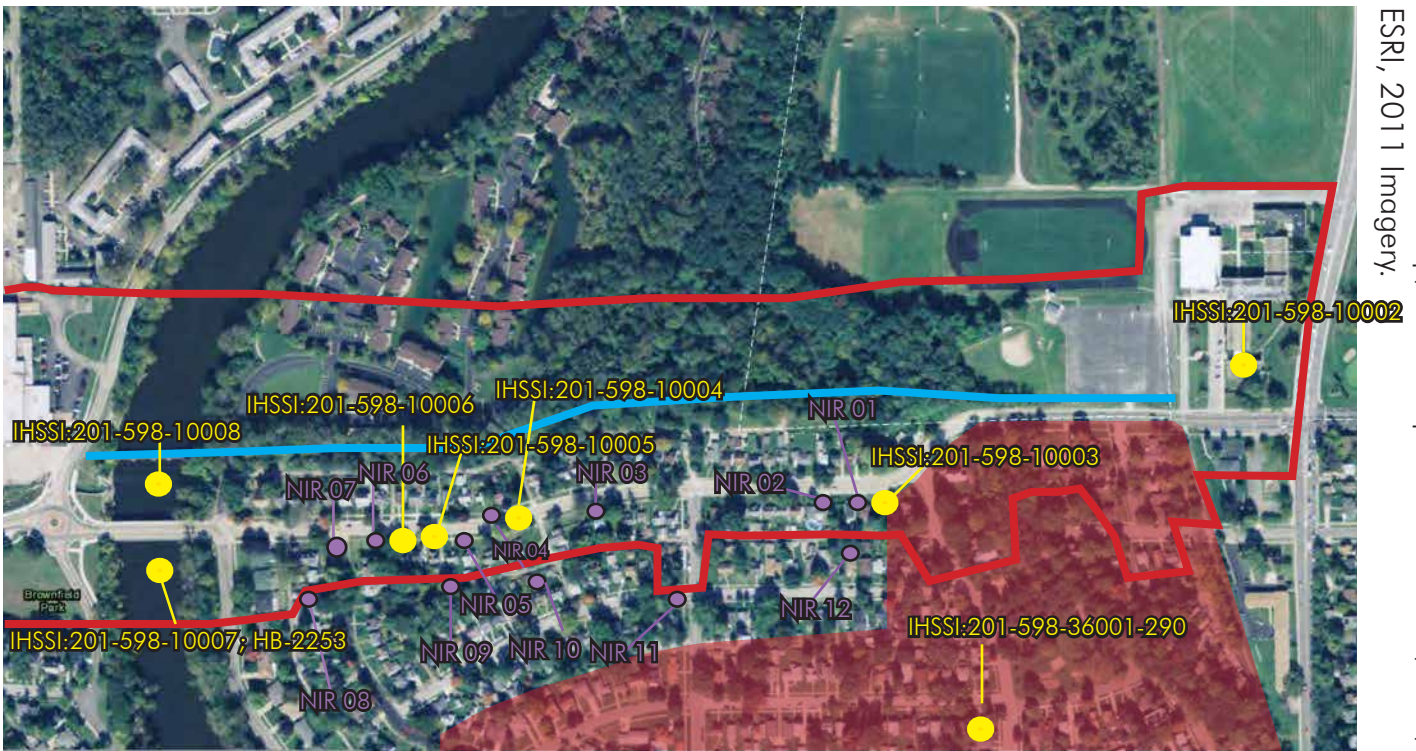 ESRI, 2011 Imagery.
IHSSI:201-598-10002
IHSSI:201-598-10004
IHSSI:201-598-10006
NIR 01
IHSSI:201-598-10008
IHSSI:201-598-10005
IHSSI:201-598-10003
NIR 06
NIR 03
NIR 07
NIR 02
NIR 04
Brownfield
Park
NIR 05
NIR 12
IHSSI:201-598-36001-290
IHSSI:201-598-10007; HB-2253
NIR 09
NIR 10
NIR 11
NIR 08